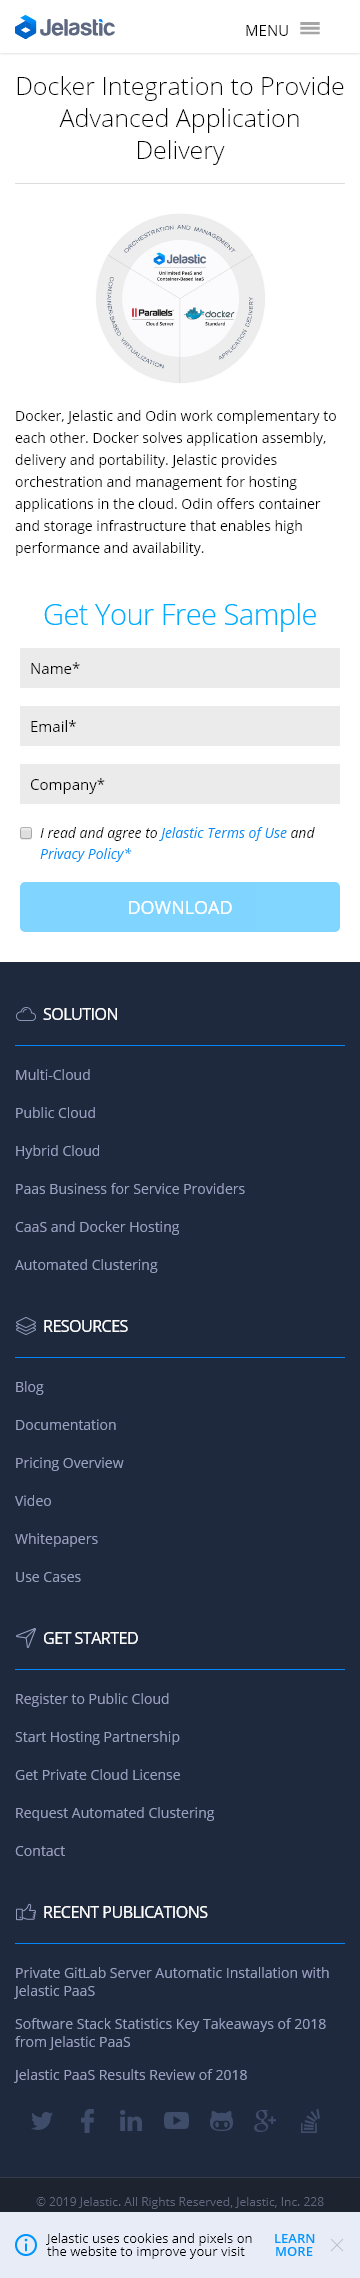 Jelastic
MENU
Docker Integration to Provide
Advanced Application
Delivery
ORCHESTRATION AND MANAGEMENT
Jelastic
Unlimited PaaS and
Container-Based IaaS
CONTAINER-BASED VIRTUALIZATION
Parallels
Cloud Server
docker
Standard
APPLICATION DELIVERY
Docker, Jelastic and Odin work complementary to
each other. Docker solves application assembly,
delivery and portability. Jelastic provides
orchestration and management for hosting
applications in the cloud. Odin offers container
and storage infrastructure that enables high
performance and availability.
Get Your Free Sample
Name*
Email*
Company*
I read and agree to Jelastic Terms of Use and
Privacy Policy*
DOWNLOAD
SOLUTION
Multi-Cloud
Public Cloud
Hybrid Cloud
Paas Business for Service Providers
CaaS and Docker Hosting
Automated Clustering
RESOURCES
Blog
Documentation
Pricing Overview
Video
Whitepapers
Use Cases
GET STARTED
Register to Public Cloud
Start Hosting Partnership
Get Private Cloud License
Request Automated Clustering
Contact
RECENT PUBLICATIONS
Private GitLab Server Automatic Installation with
Jelastic PaaS
Software Stack Statistics Key Takeaways of 2018
from Jelastic PaaS
Jelastic PaaS Results Review of 2018
© 2019 Jelastic. All Rights Reserved, Jelastic, Inc. 228
Jelastic uses cookies and pixels on
the website to improve your visit
LEARN
MORE